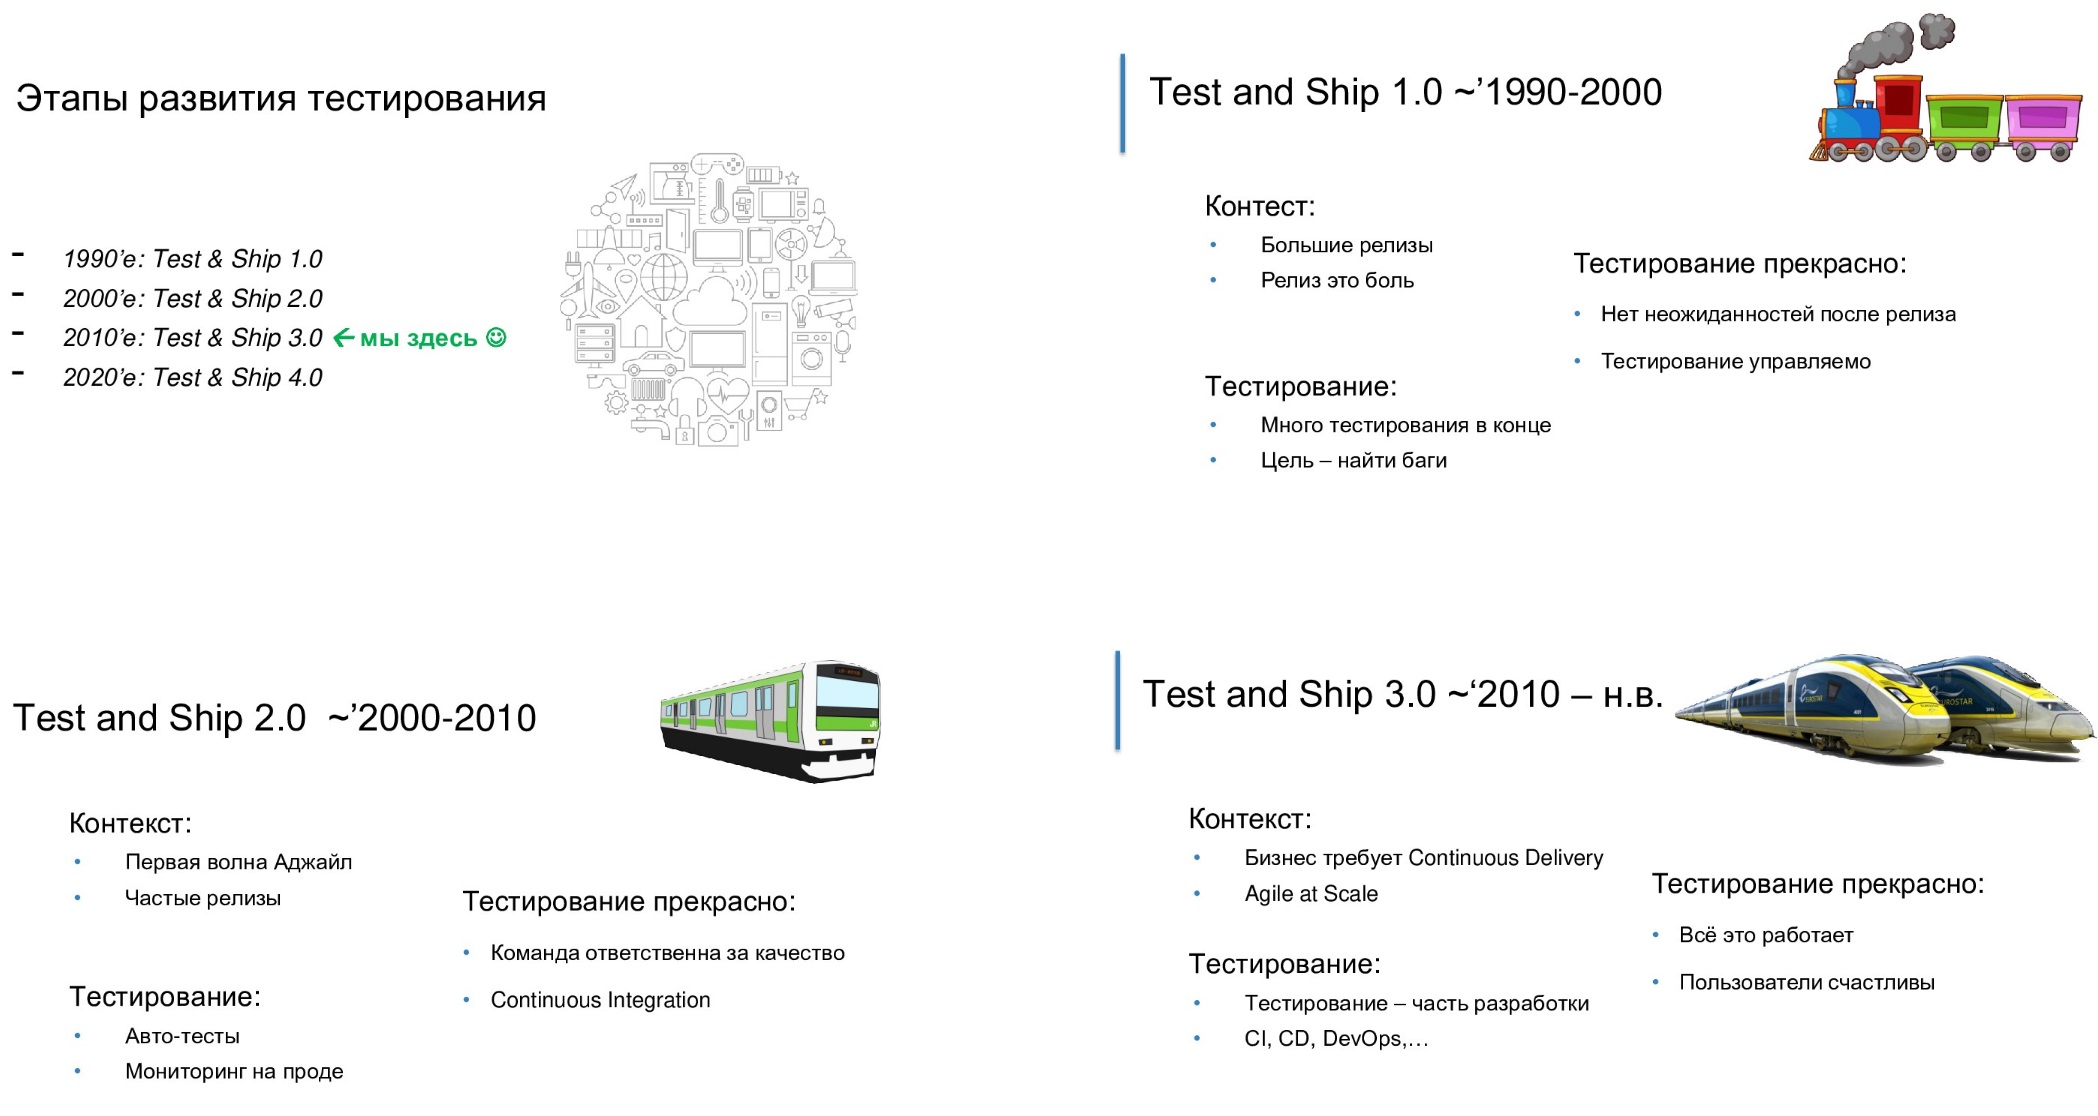 Этапы развития тестирования
- 1990’е: Test & Ship 1.0
- 2000’е: Test & Ship 2.0
- 2010’е: Test & Ship 3.0 ← мы здесь ☺
- 2020’е: Test & Ship 4.0
Test and Ship 1.0 ~’1990-2000
Контест:
• Большие релизы
• Релиз это боль
Тестирование:
• Много тестирования в конце
• Цель – найти баги
Тестирование прекрасно:
• Нет неожиданностей после релиза
• Тестирование управляемо
Test and Ship 2.0 ~’2000-2010
Контекст:
• Первая волна Аджайл
• Частые релизы
Тестирование:
• Авто-тесты
• Мониторинг на проде
Тестирование прекрасно:
• Команда ответственна за качество
• Continuous Integration
Test and Ship 3.0 ~‘2010 – н.в.
EUROSTAR
EUROSTAR
Контекст:
• Бизнес требует Continuous Delivery
• Agile at Scale
Тестирование:
• Тестирование – часть разработки
• CI, CD, DevOps,…
Тестирование прекрасно:
• Всё это работает
• Пользователи счастливы